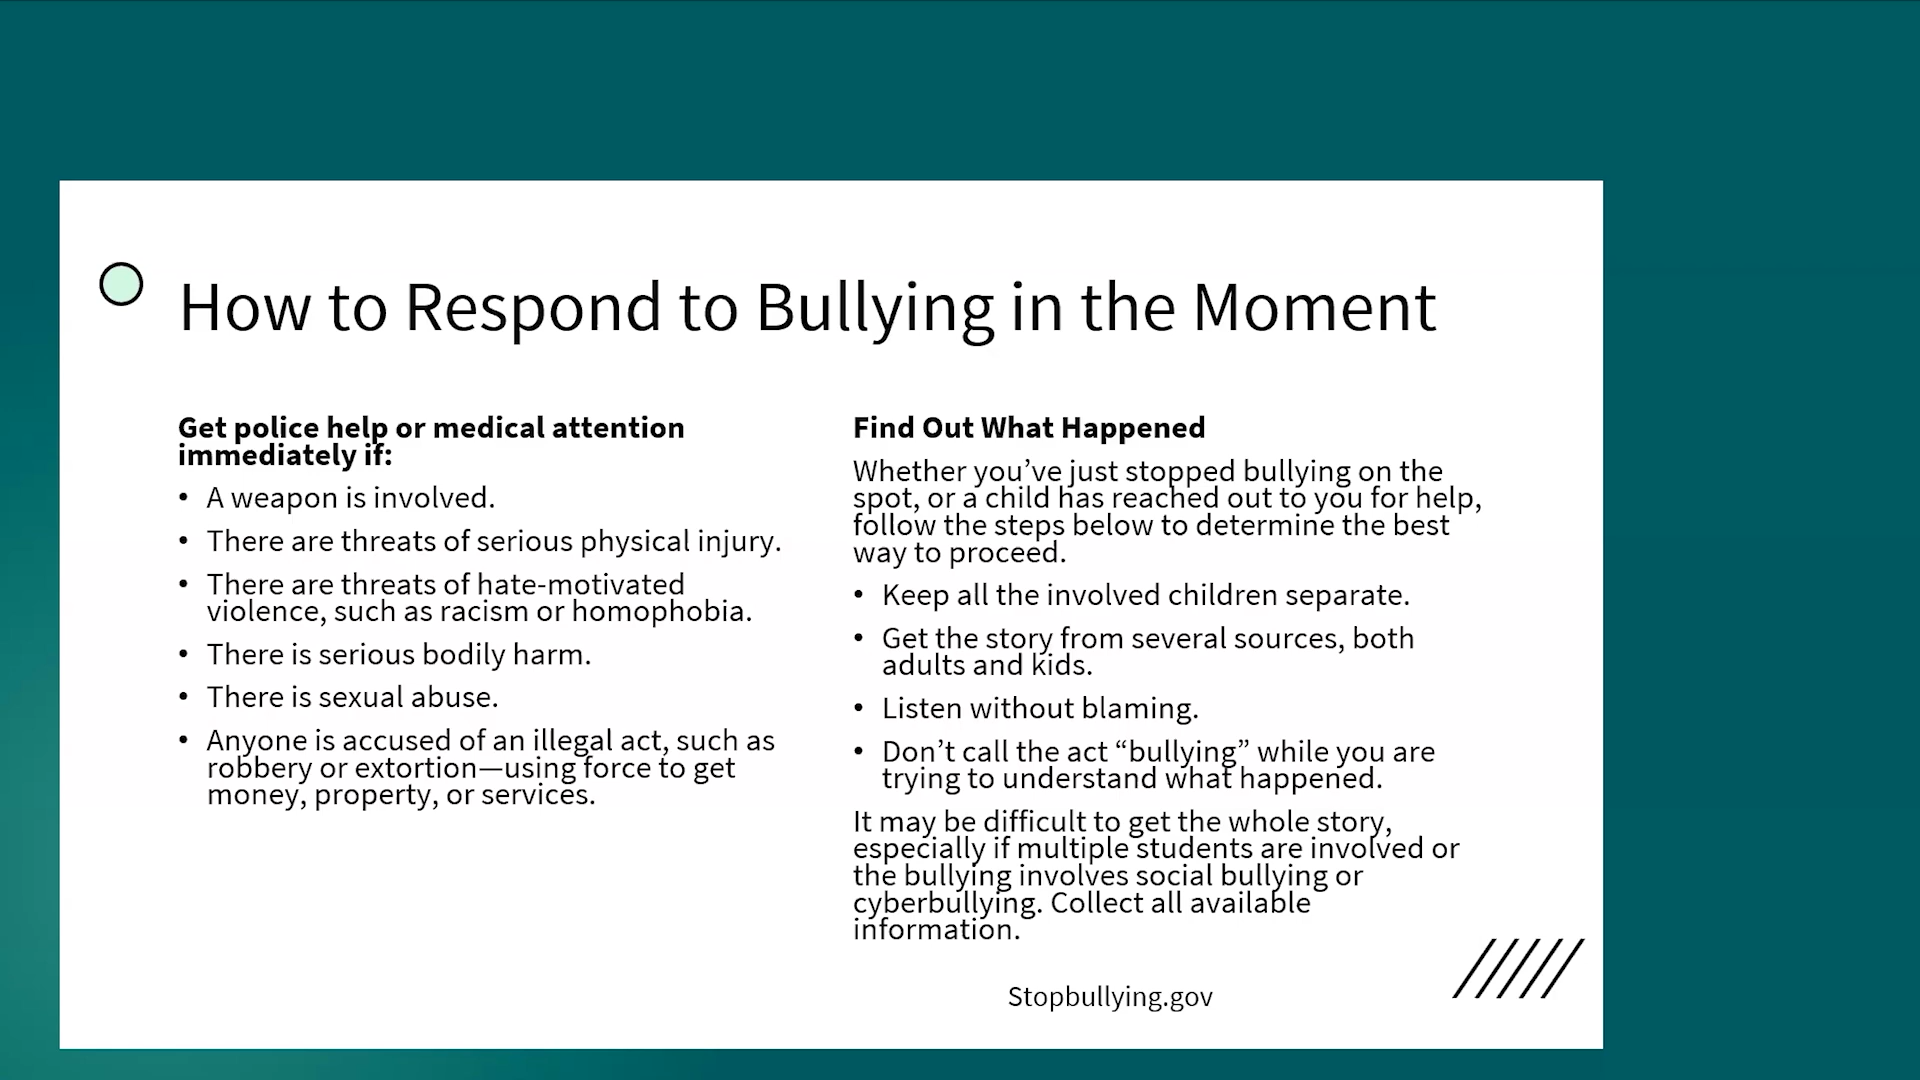 How to Respond to Bullying in the Moment
Get police help or medical attention
immediately if:
• A weapon is involved.
• There are threats of serious physical injury.
• There are threats of hate-motivated
violence, such as racism or homophobia.
• There is serious bodily harm.
• There is sexual abuse.
• Anyone is accused of an illegal act, such as
robbery or extortion—using force to get
money, property, or services.
Find Out What Happened
Whether you’ve just stopped bullying on the
spot, or a child has reached out to you for help,
follow the steps below to determine the best
way to proceed.
• Keep all the involved children separate.
• Get the story from several sources, both
adults and kids.
• Listen without blaming.
• Don’t call the act “bullying” while you are
trying to understand what happened.
It may be difficult to get the whole story,
especially if multiple students are involved or
the bullying involves social bullying or
cyberbullying. Collect all available
information.
Stopbullying.gov